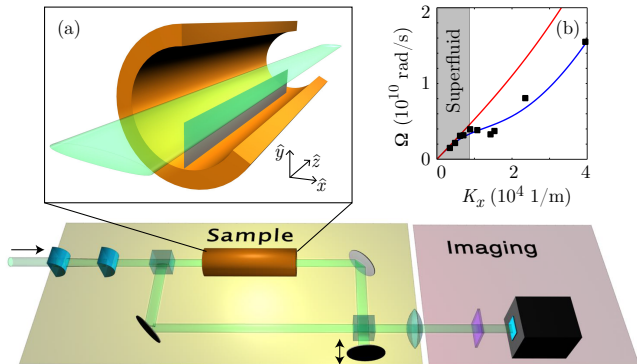 (a)
ŷ
ẑ
x̂
(b)
Superfluid
Ω (10¹⁰ rad/s)
2
1
0
0
2
4
Kₓ (10⁴ 1/m)
Sample
Imaging